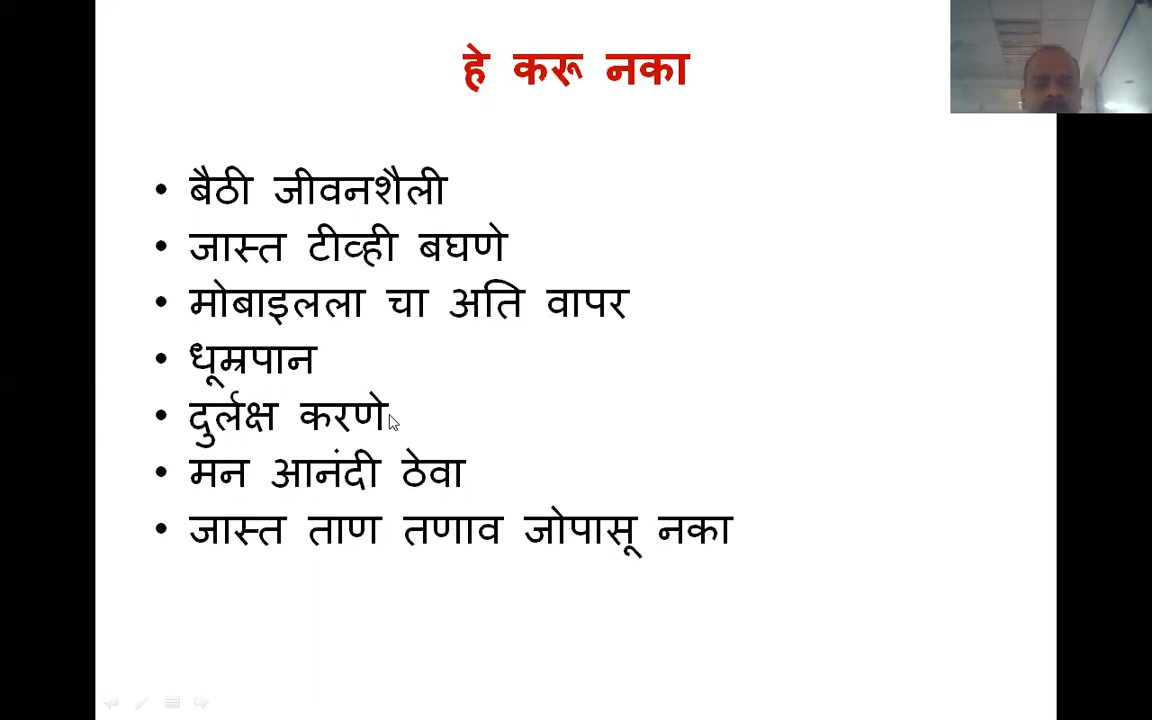 हे करू नका
• बैठी जीवनशैली
• जास्त टीव्ही बघणे
• मोबाइलला चा अति वापर
• धूम्रपान
• दुर्लक्ष करणे
• मन आनंदी ठेवा
• जास्त ताण तणाव जोपासू नका